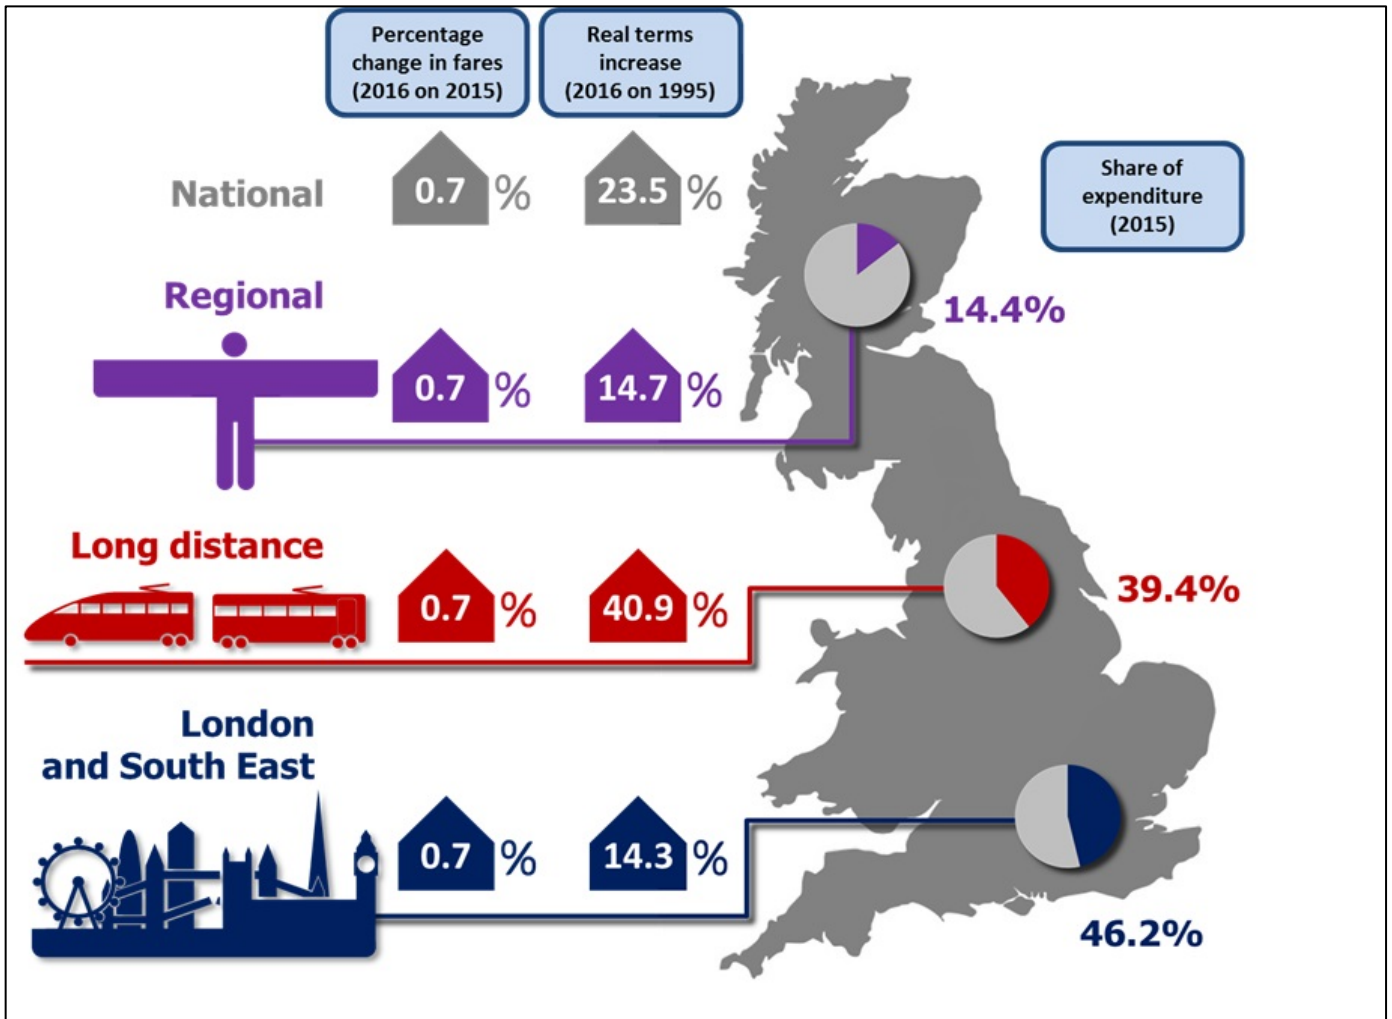 Percentage
change in fares
(2016 on 2015)
Real terms
increase
(2016 on 1995)
Share of
expenditure
(2015)
National
0.7 %
23.5 %
Regional
0.7 %
14.7 %
14.4%
Long distance
0.7 %
40.9 %
39.4%
London
and South East
0.7 %
14.3 %
46.2%